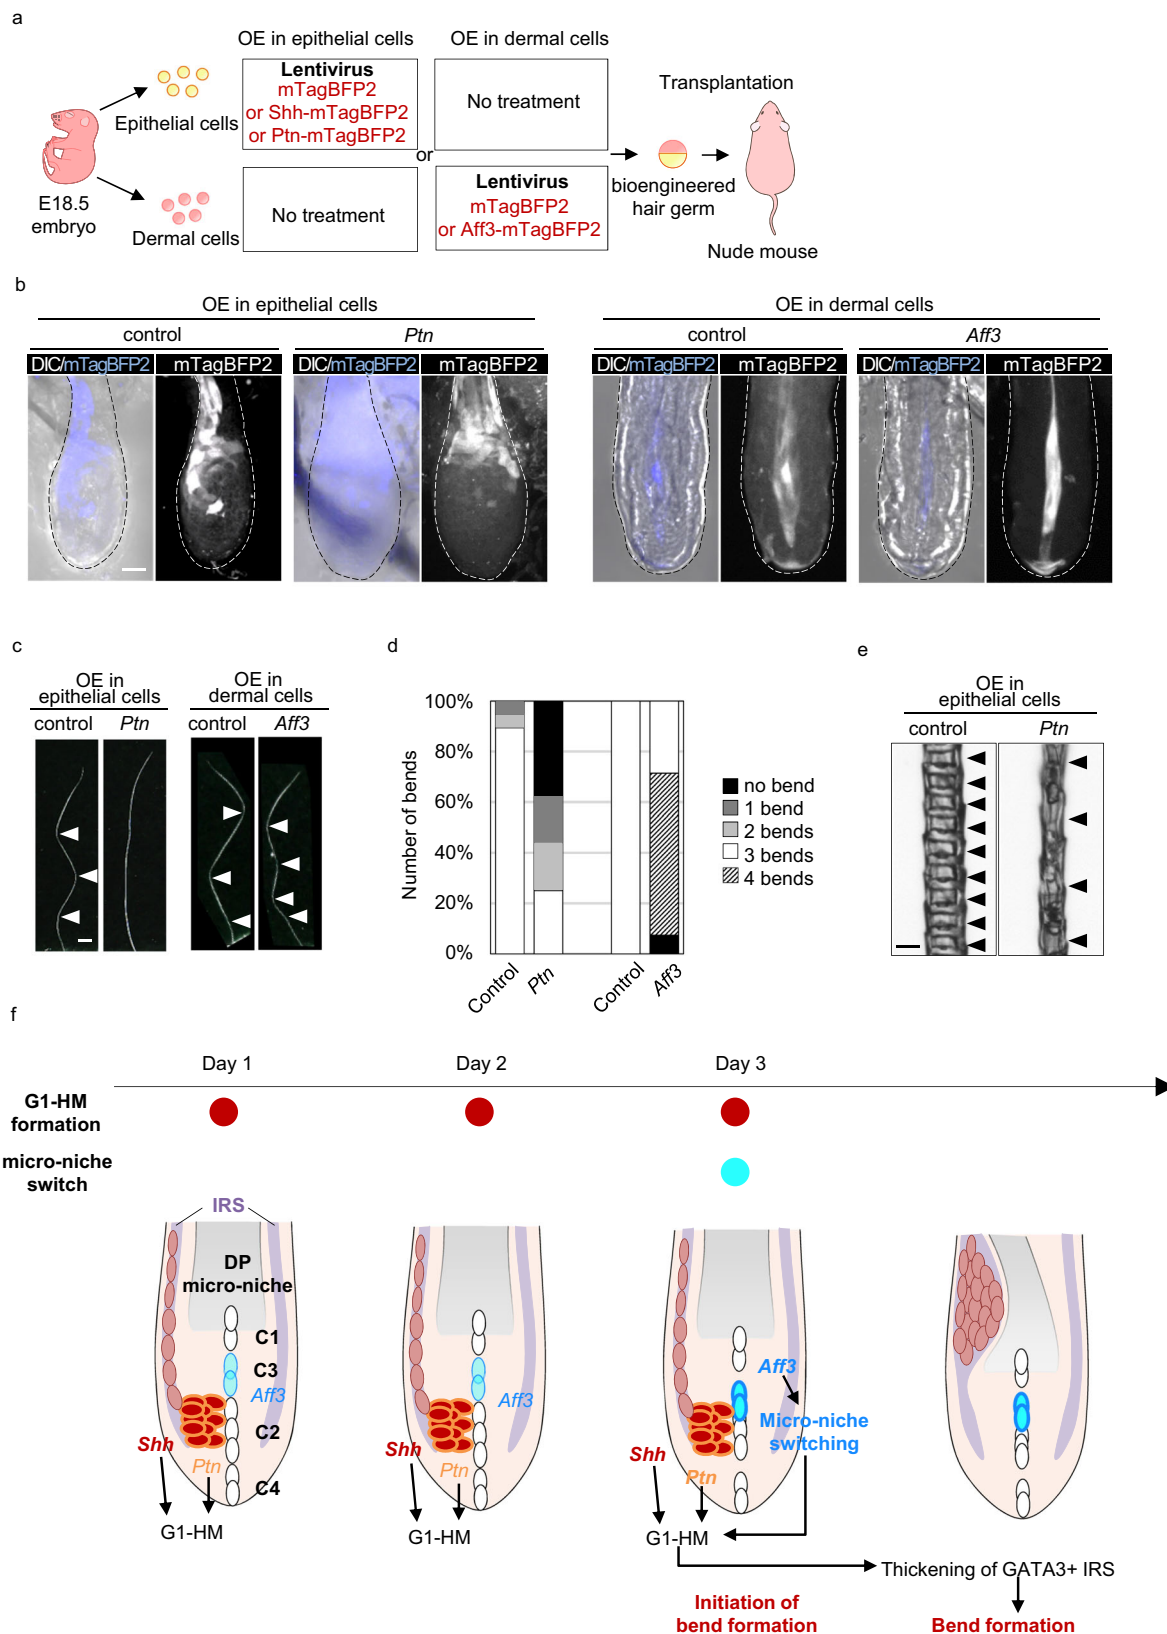 a
OE in epithelial cells
OE in dermal cells
Lentivirus
mTagBFP2
or Shh-mTagBFP2
or Ptn-mTagBFP2
No treatment
Transplantation
Epithelial cells
or
E18.5
embryo
Dermal cells
No treatment
Lentivirus
mTagBFP2
or Aff3-mTagBFP2
bioengineered
hair germ
Nude mouse
b
OE in epithelial cells
OE in dermal cells
control
Ptn
control
Aff3
DIC/mTagBFP2
mTagBFP2
DIC/mTagBFP2
mTagBFP2
DIC/mTagBFP2
mTagBFP2
DIC/mTagBFP2
mTagBFP2
c
OE in
epithelial cells
OE in
dermal cells
control
Ptn
control
Aff3
d
Number of bends
100%
80%
60%
40%
20%
0%
Control
Ptn
Control
Aff3
no bend
1 bend
2 bends
3 bends
4 bends
e
OE in
epithelial cells
control
Ptn
f
Day 1
Day 2
Day 3
G1-HM
formation
micro-niche
switch
IRS
DP
micro-niche
C1
C3
Aff3
C2
Shh
Ptn
C4
G1-HM
Aff3
Shh
Ptn
G1-HM
Aff3
Micro-niche
switching
Shh
Ptn
G1-HM
Thickening of GATA3+ IRS
Initiation of
bend formation
Bend formation